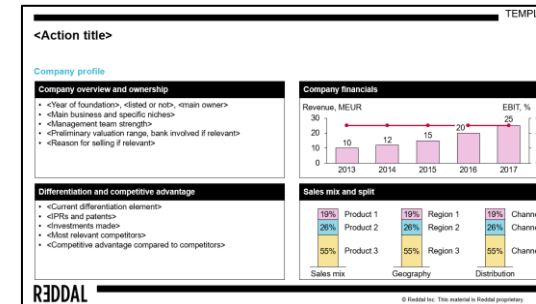 TEMPL
<Action title>
Company profile
Company overview and ownership
• <Year of foundation>, <listed or not>, <main owner>
• <Main business and specific niches>
• <Management team strength>
• <Preliminary valuation range, bank involved if relevant>
• <Reason for selling if relevant>
Company financials
Revenue, MEUR EBIT, %
30
20
10
0
10 12 15 20 25
2013 2014 2015 2016 2017
Differentiation and competitive advantage
• <Current differentiation element>
• <IPRs and patents>
• <Investments made>
• <Most relevant competitors>
• <Competitive advantage compared to competitors>
Sales mix and split
19% Product 1 19% Region 1 19% Channe
26% Product 2 26% Region 2 26% Channe
55% Product 3 55% Region 3 55% Channe
Sales mix Geography Distribution
REDDAL
© Reddal Inc. This material is Reddal proprietary.